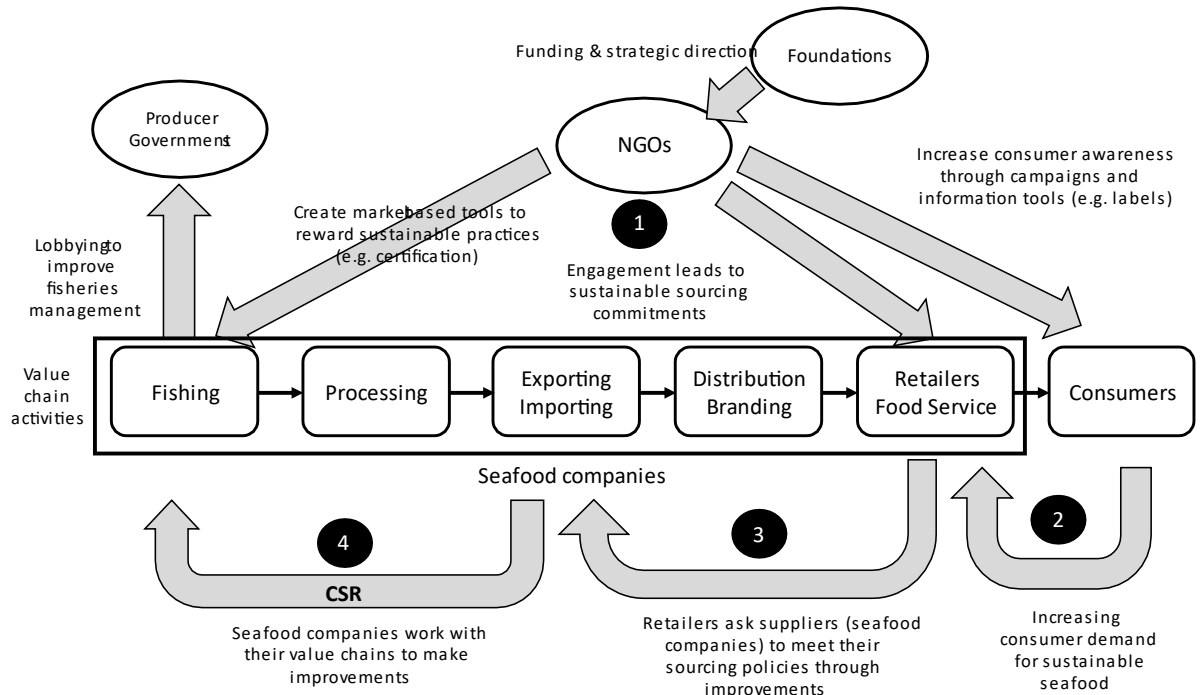 Funding & strategic direction
Foundations
Producer
Governments
NGOs
Increase consumer awareness
through campaigns and
information tools (e.g. labels)
Create market based tools to
reward sustainable practices
(e.g. certification)
1
Lobbying to
improve
fisheries
management
Engagement leads to
sustainable sourcing
commitments
Value
chain
activities
Fishing
Processing
Exporting
Importing
Distribution
Branding
Retailers
Food Service
Consumers
Seafood companies
4
3
2
CSR
Seafood companies work with
their value chains to make
improvements
Retailers ask suppliers (seafood
companies) to meet their
sourcing policies through
improvements
Increasing
consumer demand
for sustainable
seafood